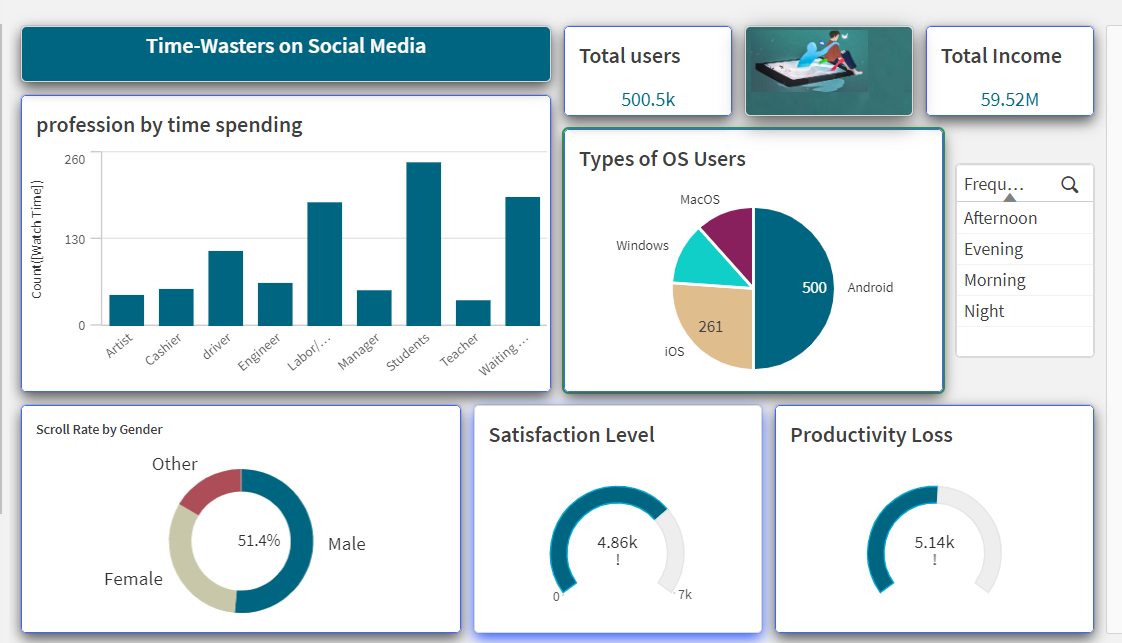 Time-Wasters on Social Media
Total users
500.5k
Total Income
59.52M
profession by time spending
Count([Watch Time])
260
130
0
Artist
Cashier
driver
Engineer
Labor/...
Manager
Students
Teacher
Waiting ...
Types of OS Users
MacOS
Windows
500
Android
261
iOS
Frequ...
Afternoon
Evening
Morning
Night
Scroll Rate by Gender
Other
51.4%
Male
Female
Satisfaction Level
4.86k
!
0
7k
Productivity Loss
5.14k
!